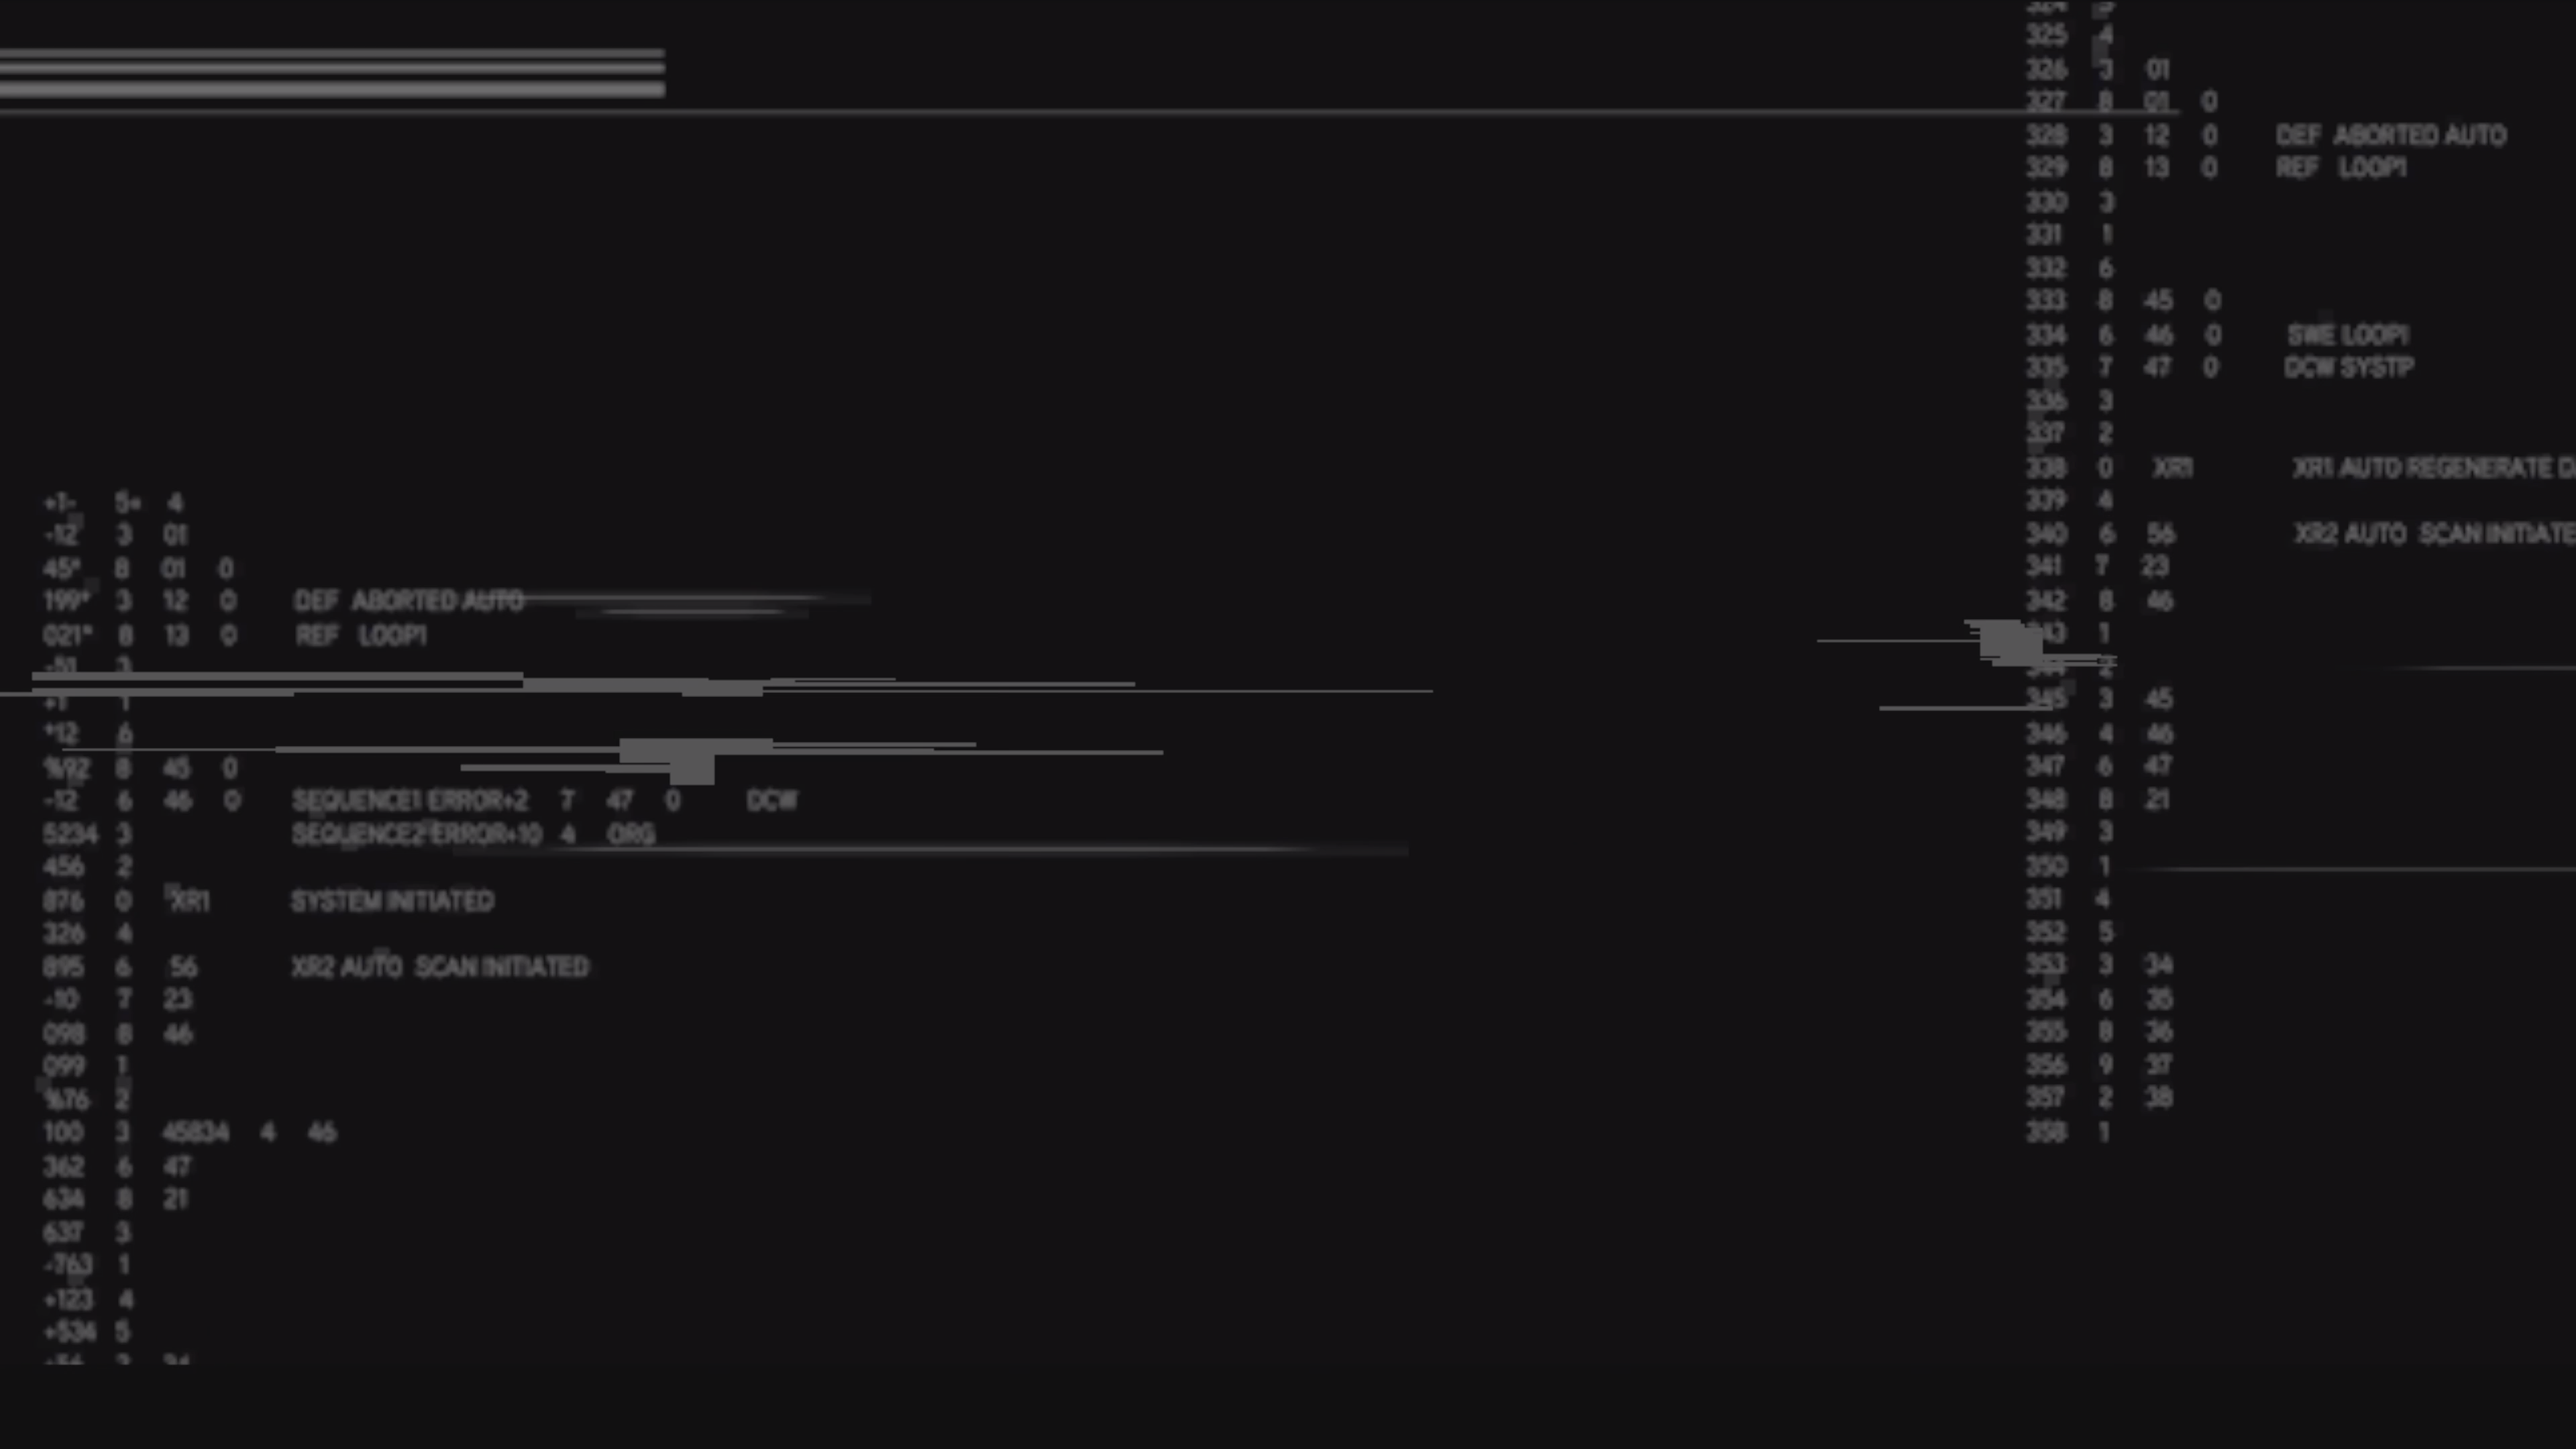 +1- 5+ 4
-12 3 01
45" 8 01 0
199" 3 12 0 DEF ABORTED AUTO
021" 8 13 0 REF LOOP1
-51 3
+1 1
"12 6
%92 8 45 0
-12 6 46 0 SEQUENCE1 ERROR+2 7 47 0 DCW
5234 3 SEQUENCE2 ERROR+10 4 ORG
456 2
876 0 XR1 SYSTEM INITIATED
326 4
895 6 56 XR2 AUTO SCAN INITIATED
-10 7 23
098 8 46
099 1
%76 2
100 3 45834 4 46
362 6 47
634 8 21
637 3
-763 1
+123 4
+534 5
324
325 4
326 3 01
327 8 01 0
328 3 12 0 DEF ABORTED AUTO
329 8 13 0 REF LOOP1
330 3
331 1
332 6
333 8 45 0
334 6 46 0 SWE LOOP1
335 7 47 0 DCW SYSTP
336 3
337 2
338 0 XR1 XR1 AUTO REGENERATE
339 4
340 6 56 XR2 AUTO SCAN INITIATE
341 7 23
342 8 46
43 1
2
345 3 45
346 4 46
347 6 47
348 8 21
349 3
350 1
351 4
352 5
353 3 34
354 6 35
355 8 36
356 9 37
357 2 38
358 1